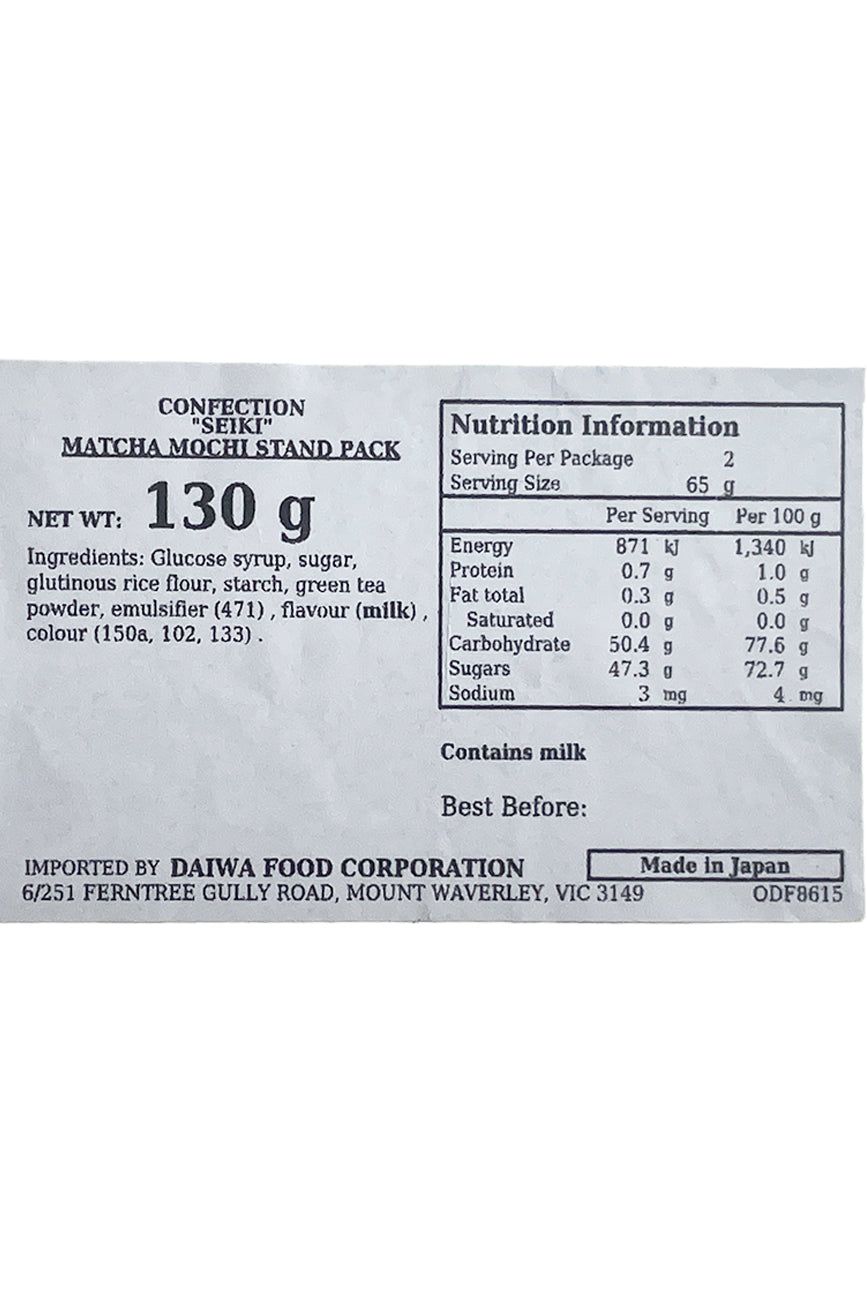 CONFECTION
"SEIKI"
MATCHA MOCHI STAND PACK
NET WT: 130 g
Ingredients: Glucose syrup, sugar,
glutinous rice flour, starch, green tea
powder, emulsifier (471) , flavour (milk) ,
colour (150a, 102, 133) .
Nutrition Information
Serving Per Package 2
Serving Size 65 g
Per Serving Per 100 g
Energy 871 kJ 1,340 kJ
Protein 0.7 g 1.0 g
Fat total 0.3 g 0.5 g
Saturated 0.0 g 0.0 g
Carbohydrate 50.4 g 77.6 g
Sugars 47.3 g 72.7 g
Sodium 3 mg 4 mg
Contains milk
Best Before:
IMPORTED BY DAIWA FOOD CORPORATION
6/251 FERNTREE GULLY ROAD, MOUNT WAVERLEY, VIC 3149
Made in Japan
ODF8615